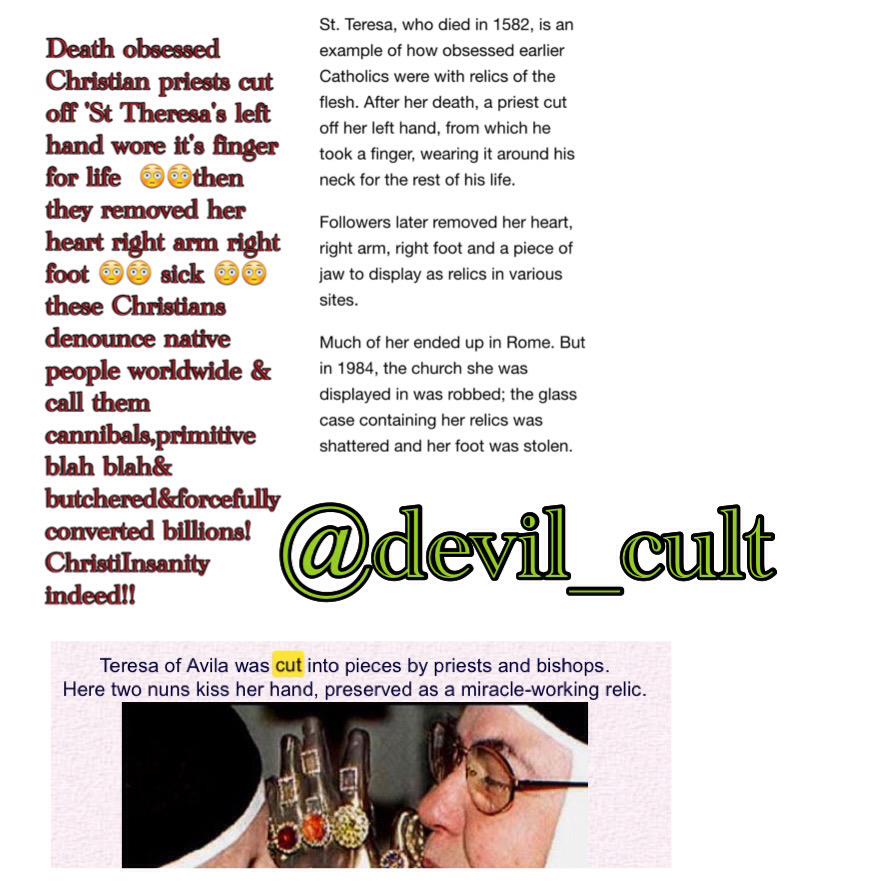 Death obsessed
Christian priests cut
off 'St Theresa's left
hand wore it's finger
for life 😳😳then
they removed her
heart right arm right
foot 😳😳 sick 😳😳
these Christians
denounce native
people worldwide &
call them
cannibals,primitive
blah blah&
butchered&forcefully
converted billions!
ChristiInsanity
indeed!!
St. Teresa, who died in 1582, is an
example of how obsessed earlier
Catholics were with relics of the
flesh. After her death, a priest cut
off her left hand, from which he
took a finger, wearing it around his
neck for the rest of his life.
Followers later removed her heart,
right arm, right foot and a piece of
jaw to display as relics in various
sites.
Much of her ended up in Rome. But
in 1984, the church she was
displayed in was robbed; the glass
case containing her relics was
shattered and her foot was stolen.
@devil_cult
Teresa of Avila was cut into pieces by priests and bishops.
Here two nuns kiss her hand, preserved as a miracle-working relic.